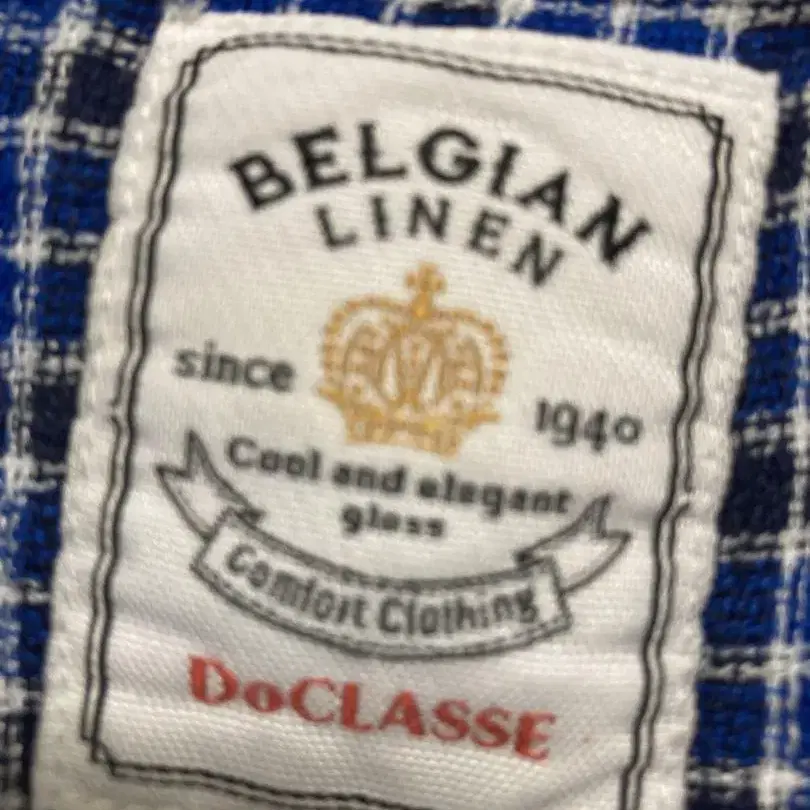 BELGIAN
LINEN
since 1940
Cool and elegant
gloss
Comfort Clothing
DoCLASSE